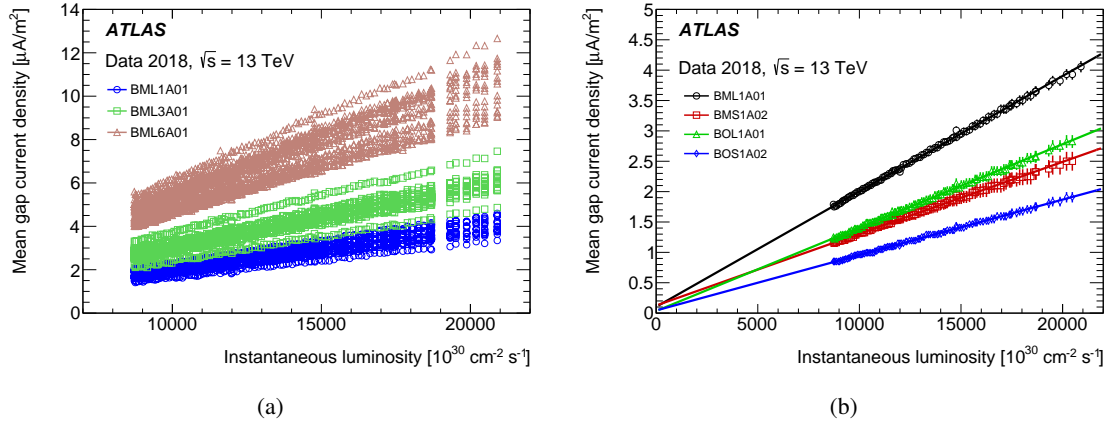 ATLAS
Data 2018, √s = 13 TeV
BML1A01
BML3A01
BML6A01
Mean gap current density [μA/m²]
14
12
10
8
6
4
2
0
10000
15000
20000
Instantaneous luminosity [10³⁰ cm⁻² s⁻¹]
(a)
ATLAS
Data 2018, √s = 13 TeV
BML1A01
BMS1A02
BOL1A01
BOS1A02
Mean gap current density [μA/m²]
5
4.5
4
3.5
3
2.5
2
1.5
1
0.5
0
0
5000
10000
15000
20000
Instantaneous luminosity [10³⁰ cm⁻² s⁻¹]
(b)